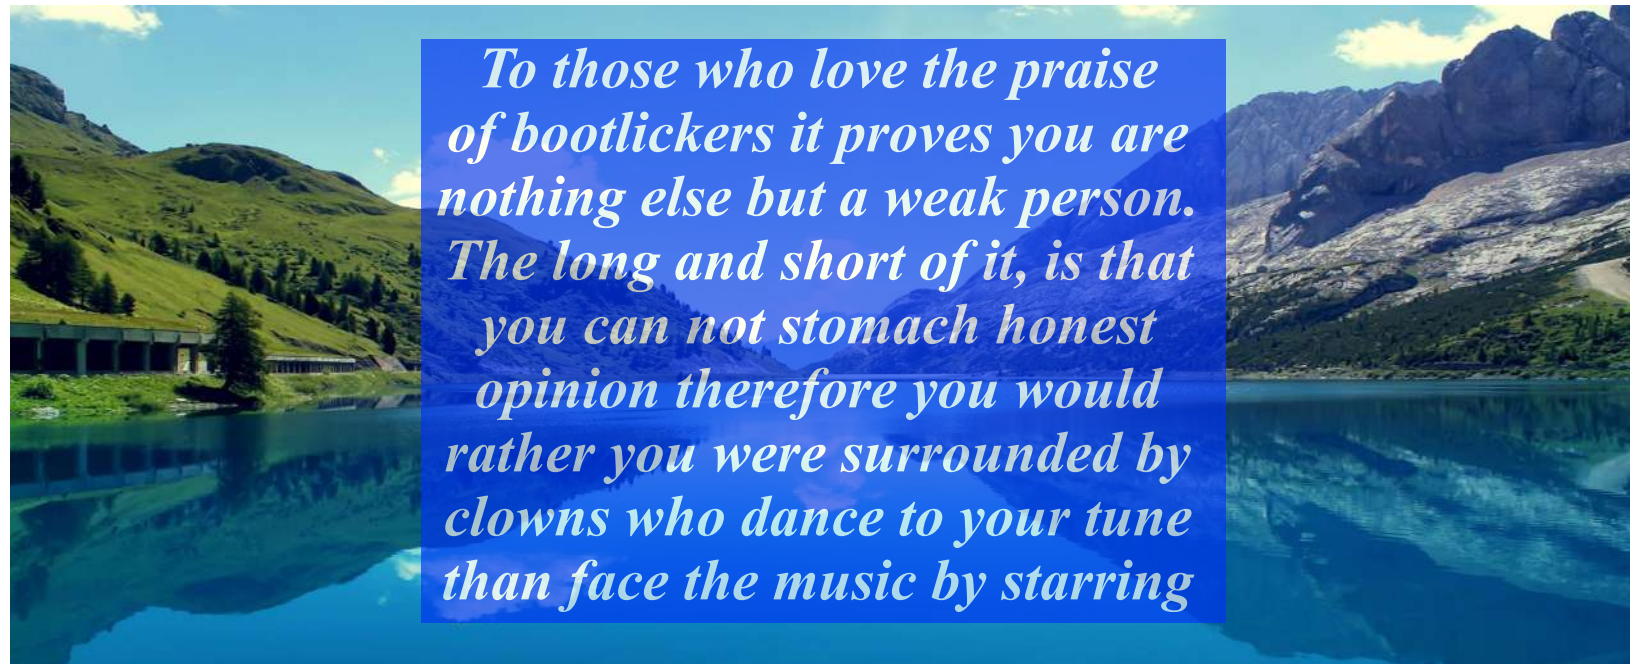 To those who love the praise
of bootlickers it proves you are
nothing else but a weak person.
The long and short of it, is that
you can not stomach honest
opinion therefore you would
rather you were surrounded by
clowns who dance to your tune
than face the music by starring